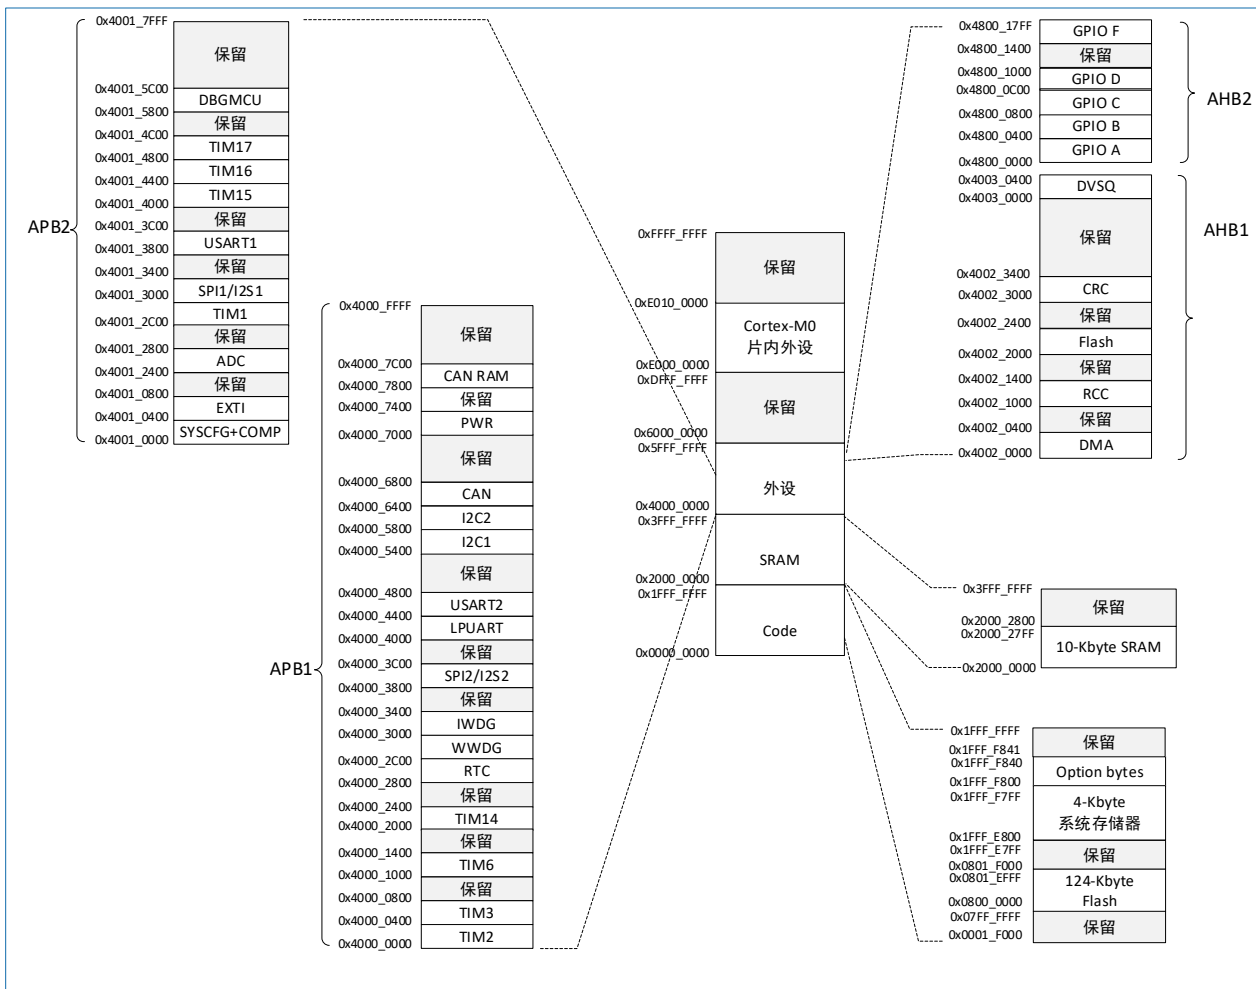 0x4001_7FFF
保留
0x4001_5C00
DBGMCU
0x4001_5800
保留
0x4001_4C00
TIM17
0x4001_4800
TIM16
0x4001_4400
TIM15
0x4001_4000
保留
0x4001_3C00
USART1
0x4001_3800
保留
0x4001_3400
SPI1/I2S1
0x4001_3000
TIM1
0x4001_2C00
保留
0x4001_2800
ADC
0x4001_2400
保留
0x4001_0800
EXTI
0x4001_0400
SYSCFG+COMP
0x4001_0000
APB2
0x4000_FFFF
保留
0x4000_7C00
CAN RAM
0x4000_7800
保留
0x4000_7400
PWR
0x4000_7000
保留
0x4000_6800
CAN
0x4000_6400
I2C2
0x4000_5800
I2C1
0x4000_5400
保留
0x4000_4800
USART2
0x4000_4400
LPUART
0x4000_4000
保留
0x4000_3C00
SPI2/I2S2
0x4000_3800
保留
0x4000_3400
IWDG
0x4000_3000
WWDG
0x4000_2C00
RTC
0x4000_2800
保留
0x4000_2400
TIM14
0x4000_2000
保留
0x4000_1400
TIM6
0x4000_1000
保留
0x4000_0800
TIM3
0x4000_0400
TIM2
0x4000_0000
APB1
0xFFFF_FFFF
保留
0xE010_0000
Cortex-M0
片内外设
0xE000_0000
0xDFFF_FFFF
保留
0x6000_0000
0x5FFF_FFFF
外设
0x4000_0000
0x3FFF_FFFF
SRAM
0x2000_0000
0x1FFF_FFFF
Code
0x0000_0000
0x4800_17FF
GPIO F
0x4800_1400
保留
0x4800_1000
GPIO D
0x4800_0C00
GPIO C
0x4800_0800
GPIO B
0x4800_0400
GPIO A
0x4800_0000
AHB2
0x4003_0400
DVSQ
0x4003_0000
保留
0x4002_3400
CRC
0x4002_3000
保留
0x4002_2400
Flash
0x4002_2000
保留
0x4002_1400
RCC
0x4002_1000
保留
0x4002_0400
DMA
0x4002_0000
AHB1
0x3FFF_FFFF
保留
0x2000_2800
0x2000_27FF
10-Kbyte SRAM
0x2000_0000
0x1FFF_FFFF
保留
0x1FFF_F841
0x1FFF_F840
Option bytes
0x1FFF_F800
0x1FFF_F7FF
4-Kbyte
系统存储器
0x1FFF_E800
0x1FFF_E7FF
保留
0x0801_F000
0x0801_EFFF
124-Kbyte
Flash
0x0800_0000
0x07FF_FFFF
保留
0x0001_F000